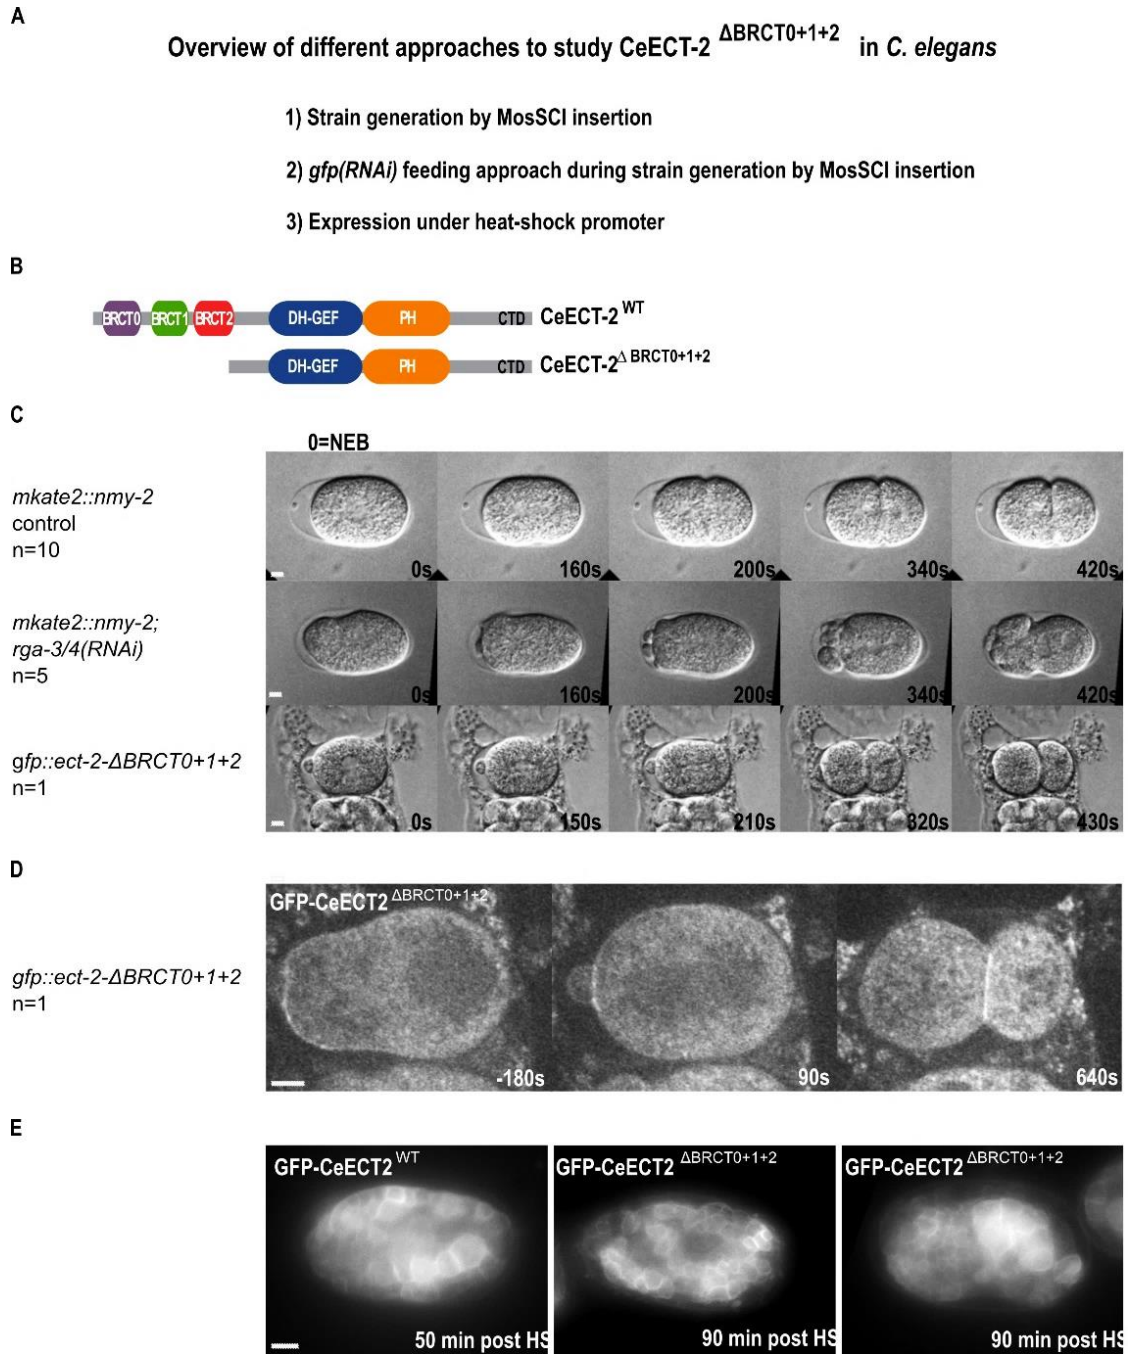 A
Overview of different approaches to study CeECT-2 ΔBRCT0+1+2 in C. elegans
1) Strain generation by MosSCI insertion
2) gfp(RNAi) feeding approach during strain generation by MosSCI insertion
3) Expression under heat-shock promoter
B
BRCT0 BRCT1 BRCT2 DH-GEF PH CTD CeECT-2 WT
DH-GEF PH CTD CeECT-2 Δ BRCT0+1+2
C
0=NEB
mkate2::nmy-2
control
n=10
0s 160s 200s 340s 420s
mkate2::nmy-2;
rga-3/4(RNAi)
n=5
0s 160s 200s 340s 420s
gfp::ect-2-ΔBRCT0+1+2
n=1
0s 150s 210s 320s 430s
D
GFP-CeECT2 ΔBRCT0+1+2
gfp::ect-2-ΔBRCT0+1+2
n=1
-180s 90s 640s
E
GFP-CeECT2 WT GFP-CeECT2 ΔBRCT0+1+2 GFP-CeECT2 ΔBRCT0+1+2
50 min post HS 90 min post HS 90 min post HS